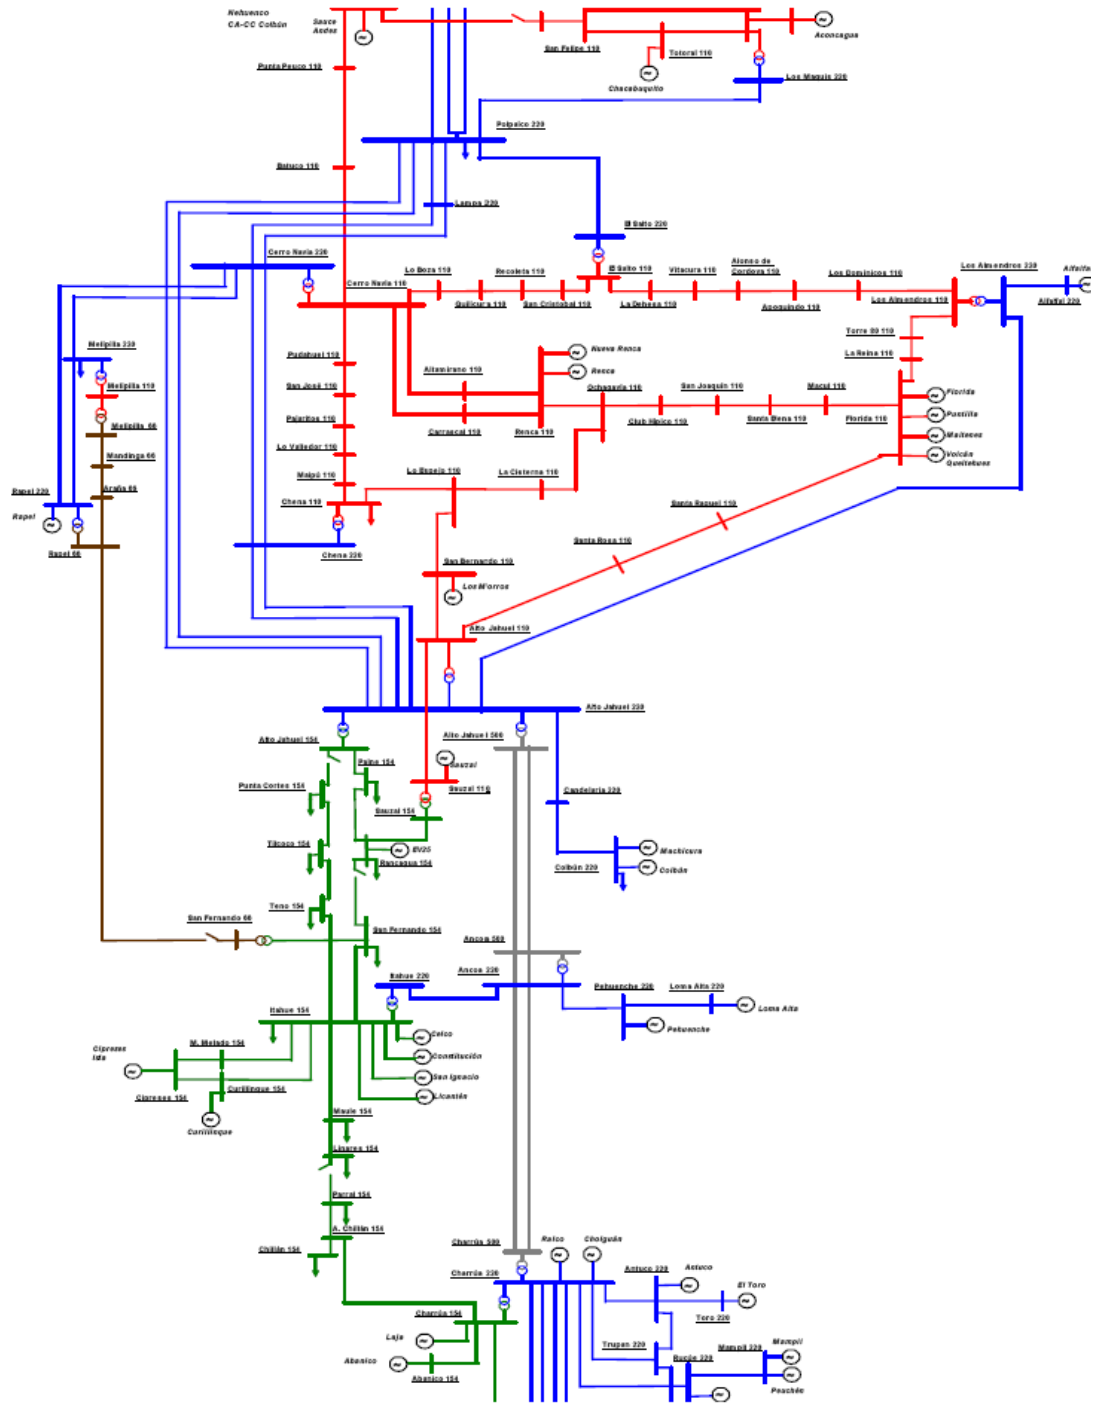 Nehuenco
CA-CC Colbún
Sauce
Andes
San Felipe 110
Totoral 110
Aconcagua
Chacabuquito
Los Maquis 220
Punta Peuco 110
Polpaico 220
Batuco 110
Lampa 220
El Salto 220
Cerro Navia 220
Cerro Navia 110
Lo Boza 110
Recoleta 110
El Salto 110
Vitacura 110
Alonso de
Cordova 110
Los Dominicos 110
Los Almendros 220
Alfalfal
Quilicura 110
San Cristobal 110
La Dehesa 110
Apoquindo 110
Los Almendros 110
Alfalfal 220
Torre 80 110
La Reina 110
Melipilla 220
Melipilla 110
Melipilla 66
Mandinga 66
Araña 66
Rapel 220
Rapel
Rapel 66
Pudahuel 110
San José 110
Pajaritos 110
Lo Valledor 110
Maipú 110
Chena 110
Chena 220
Altamirano 110
Carrascal 110
Nueva Renca
Renca
Renca 110
Ochagavía 110
Club Hípico 110
San Joaquín 110
Santa Elena 110
Macul 110
Florida 110
Florida
Puntilla
Maitenes
Volcán
Queltehues
Lo Espejo 110
La Cisterna 110
Santa Raquel 110
Santa Rosa 110
San Bernardo 110
Los Morros
Alto Jahuel 110
Alto Jahuel 220
Alto Jahuel 154
Alto Jahuel 500
Paine 154
Punta Cortes 154
Sauzal
Sauzal 110
Sauzal 154
Candelaria 220
Tilcoco 154
EV25
Rancagua 154
Machicura
Colbún
Colbún 220
Teno 154
San Fernando 66
San Fernando 154
Ancoa 500
Itahue 220
Ancoa 220
Pehuenche 220
Loma Alta 220
Loma Alta
Pehuenche
Itahue 154
Celco
Constitución
San Ignacio
Licantén
Cipreses
Isla
M. Melado 154
Cipreses 154
Curillinque 154
Curillinque
Maule 154
Linares 154
Parral 154
A. Chillán 154
Chillán 154
Charrúa 500
Charrúa 220
Ralco
Cholguán
Antuco 220
Antuco
El Toro
Toro 220
Charrúa 154
Laja
Abanico
Abanico 154
Trupan 220
Rucúe 220
Mampil 220
Mampil
Peuchén